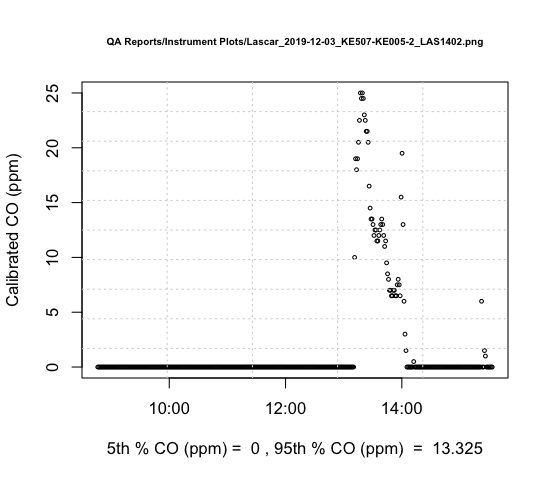 QA Reports/Instrument Plots/Lascar_2019-12-03_KE507-KE005-2_LAS1402.png
25
20
15
10
5
0
Calibrated CO (ppm)
10:00 12:00 14:00
5th % CO (ppm) = 0 , 95th % CO (ppm) = 13.325